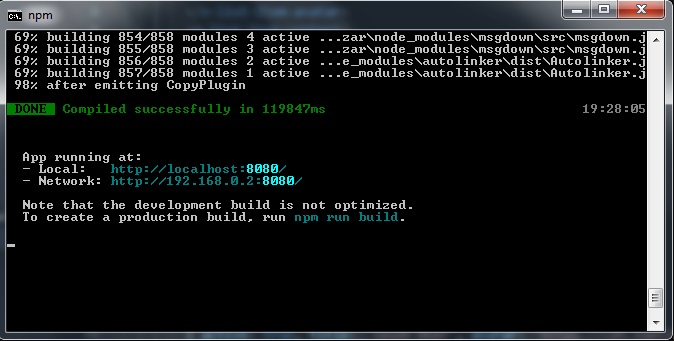 npm
69% building 854/858 modules 4 active ...zar\node_modules\msgdown\src\msgdown.j
69% building 855/858 modules 3 active ...zar\node_modules\msgdown\src\msgdown.j
69% building 856/858 modules 2 active ...e_modules\autolinker\dist\Autolinker.j
69% building 857/858 modules 1 active ...e_modules\autolinker\dist\Autolinker.j
98% after emitting CopyPlugin
DONE Compiled successfully in 119847ms 19:28:05
App running at:
- Local: http://localhost:8080/
- Network: http://192.168.0.2:8080/
Note that the development build is not optimized.
To create a production build, run npm run build.